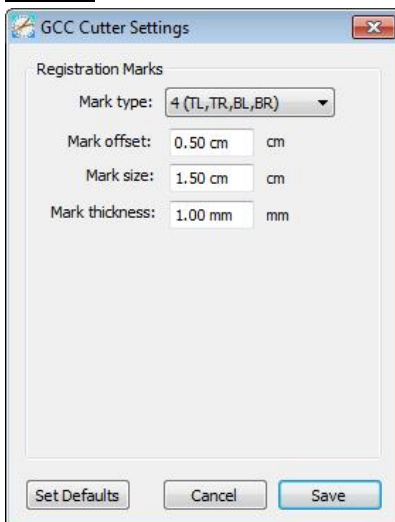 GCC Cutter Settings
Registration Marks
Mark type: 4 (TL,TR,BL,BR)
Mark offset: 0.50 cm cm
Mark size: 1.50 cm cm
Mark thickness: 1.00 mm mm
Set Defaults Cancel Save